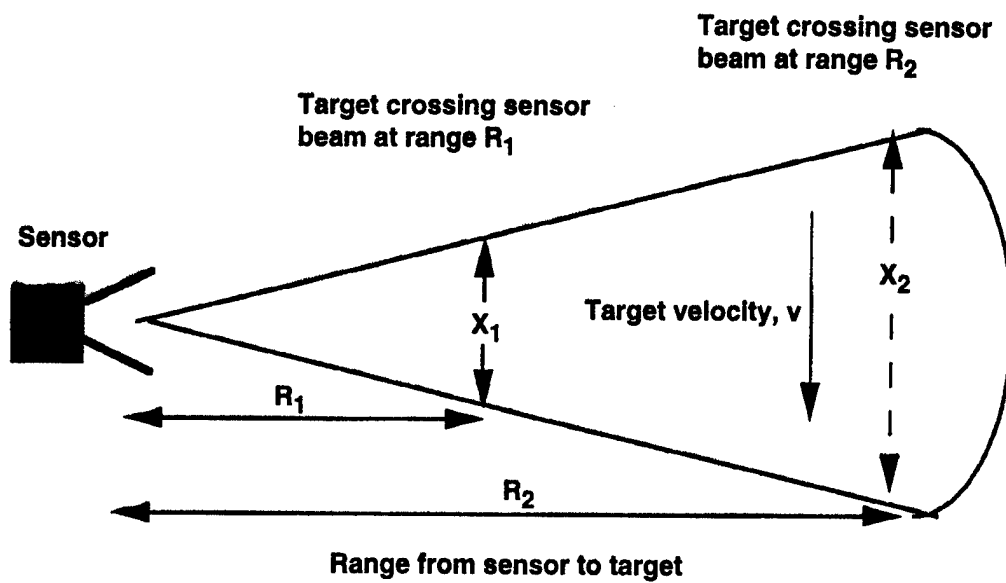 Target crossing sensor
beam at range R₂
Target crossing sensor
beam at range R₁
Sensor
X₁
Target velocity, v
X₂
R₁
R₂
Range from sensor to target